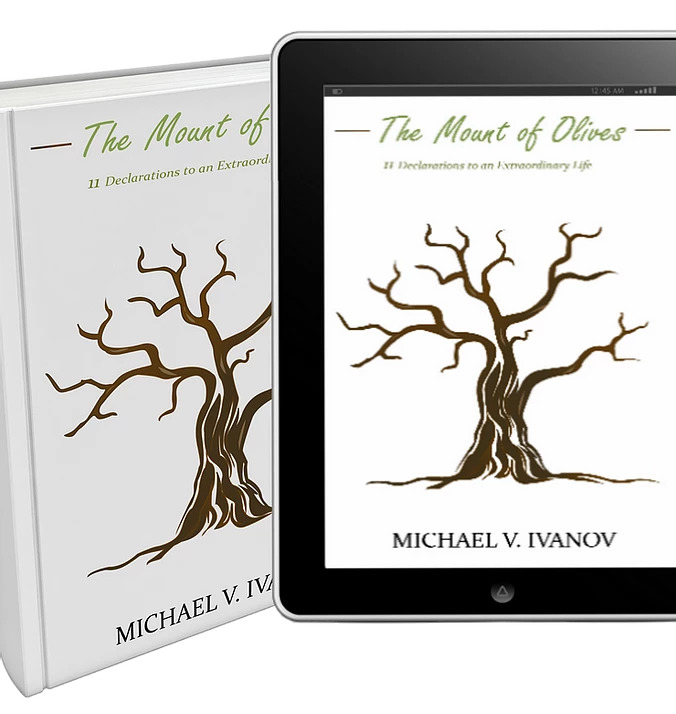 The Mount of
11 Declarations to an Extraordi
MICHAEL V. IVA
12:45 AM
The Mount of Olives
11 Declarations to an Extraordinary Life
MICHAEL V. IVANOV